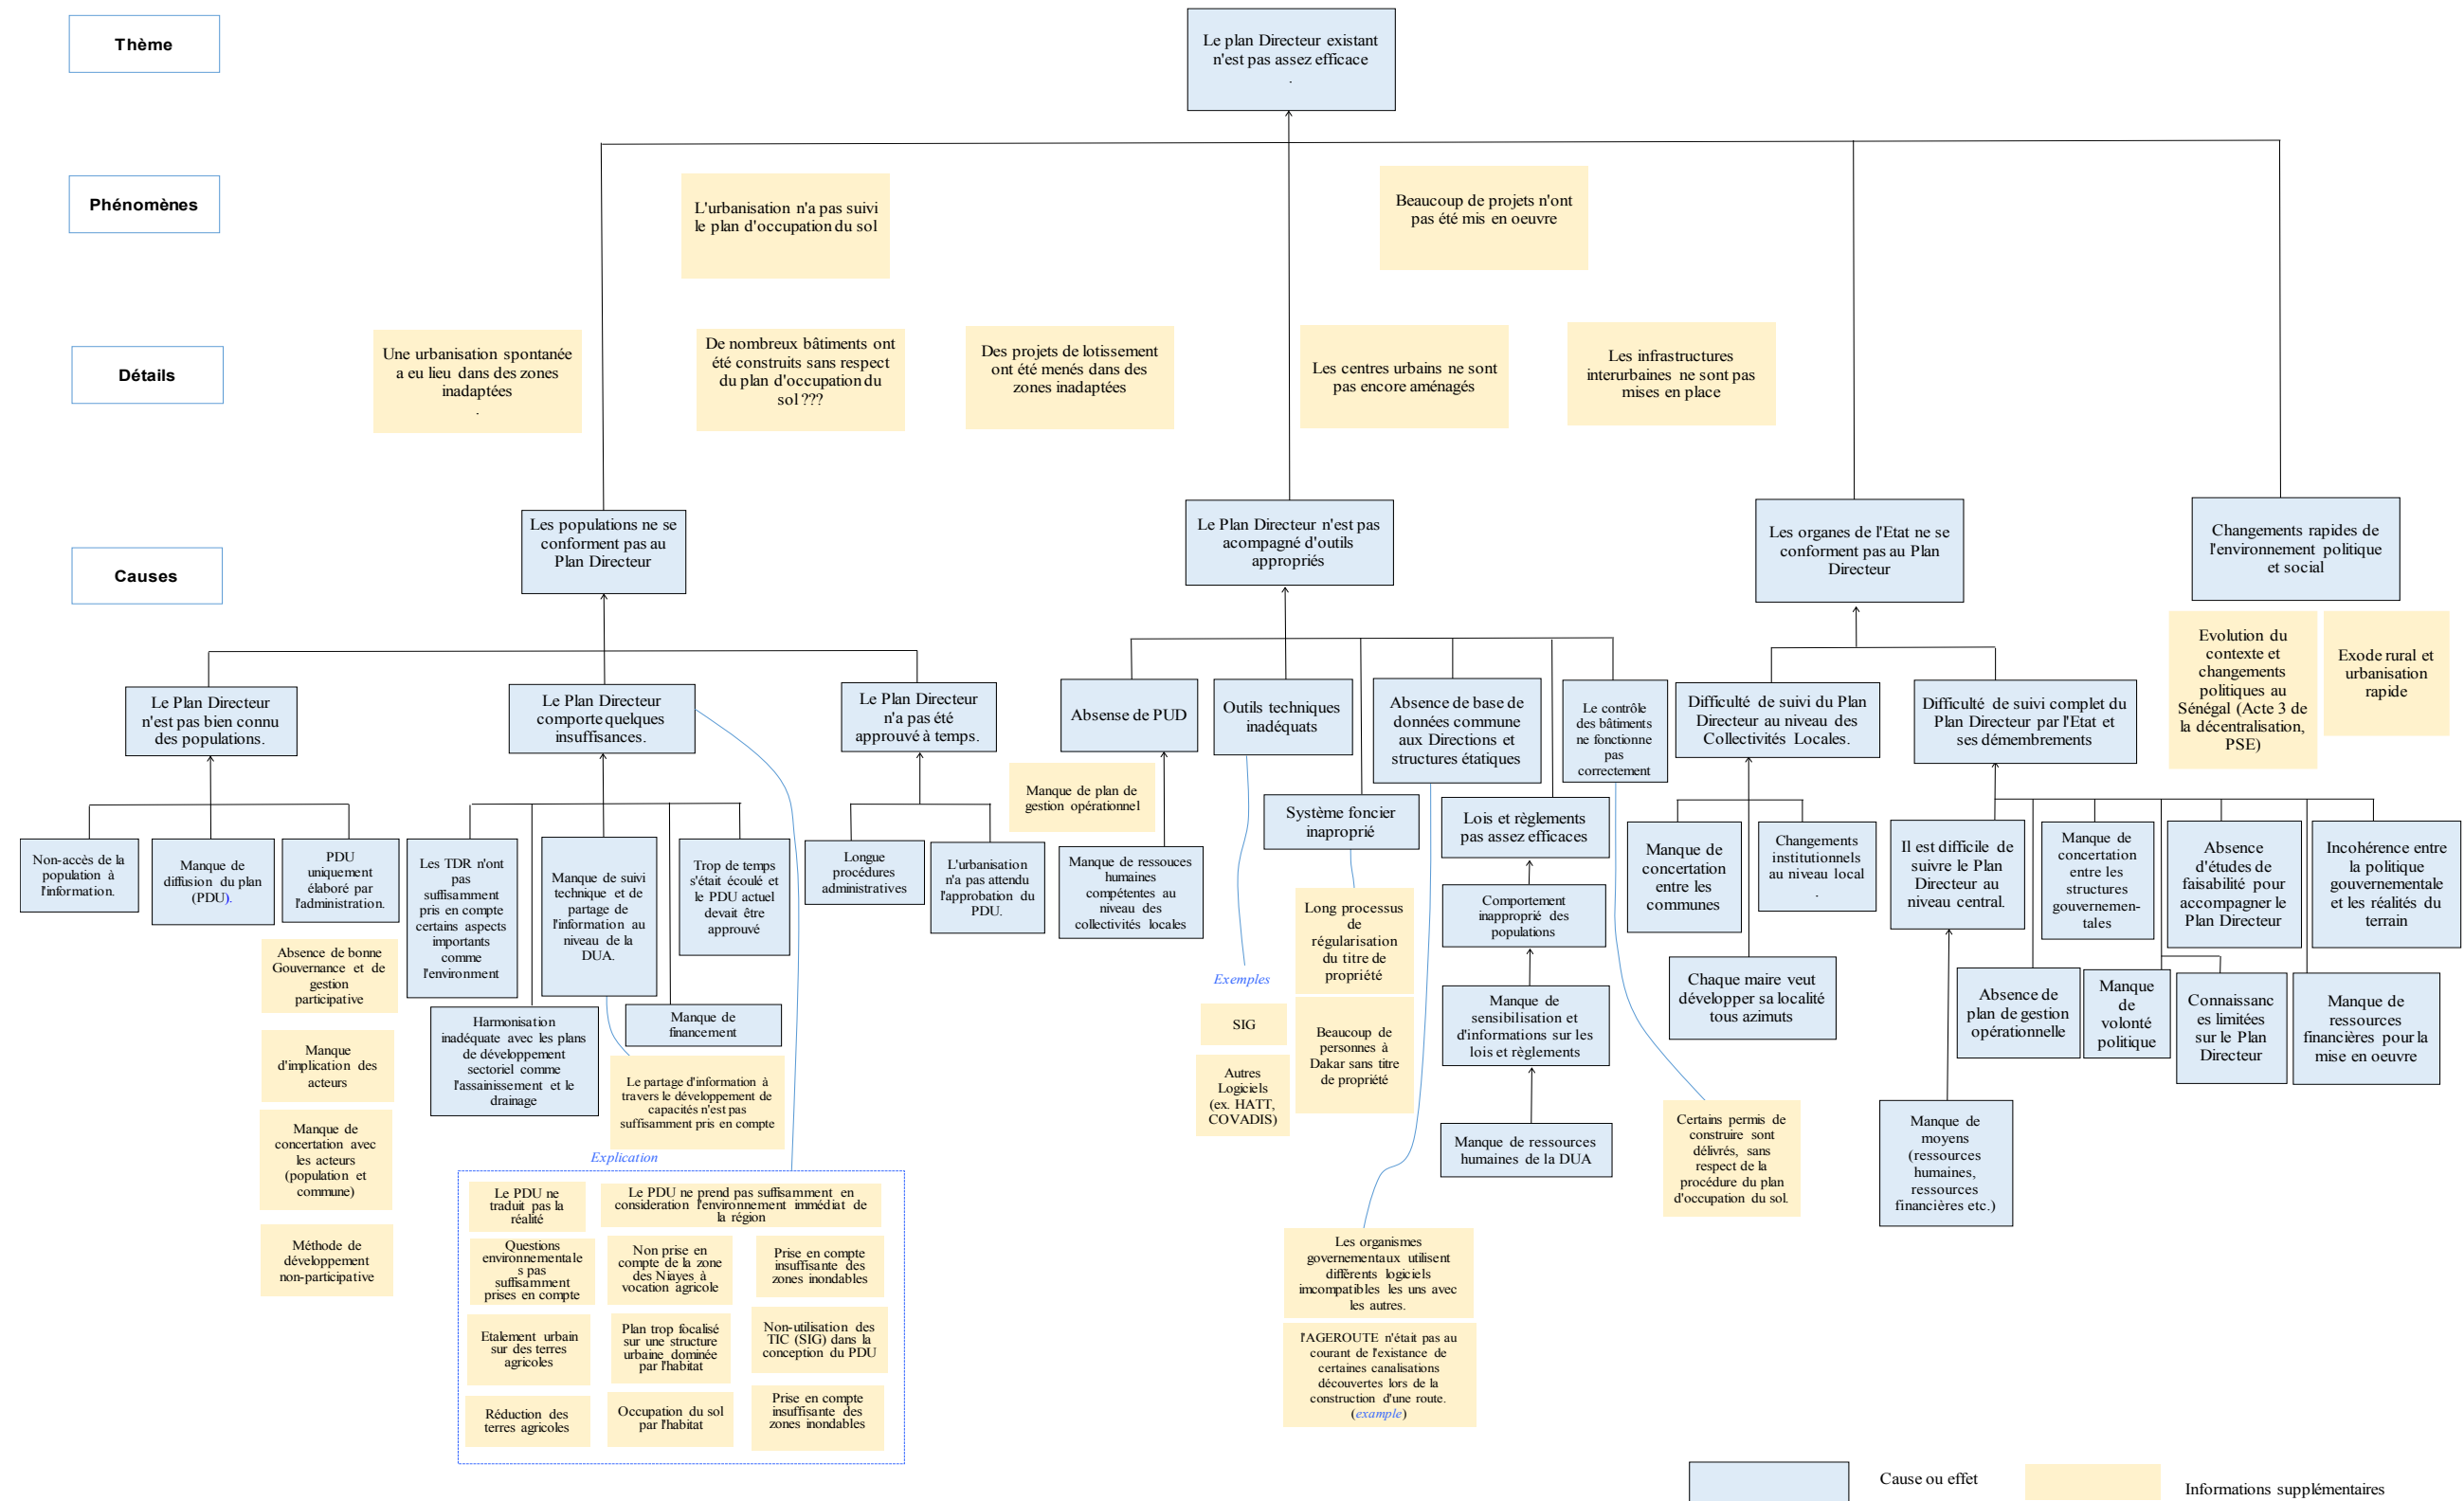 Thème
Le plan Directeur existant
n'est pas assez efficace
.
Phénomènes
L'urbanisation n'a pas suivi
le plan d'occupation du sol
Beaucoup de projets n'ont
pas été mis en oeuvre
Détails
Une urbanisation spontanée
a eu lieu dans des zones
inadaptées
.
De nombreux bâtiments ont
été construits sans respect
du plan d'occupation du
sol ???
Des projets de lotissement
ont été menés dans des
zones inadaptées
Les centres urbains ne sont
pas encore aménagés
Les infrastructures
interurbaines ne sont pas
mises en place
Causes
Les populations ne se
conforment pas au
Plan Directeur
Le Plan Directeur n'est pas
acompagné d'outils
appropriés
Les organes de l'Etat ne se
conforment pas au Plan
Directeur
Changements rapides de
l'environnement politique
et social
Evolution du
contexte et
changements
politiques au
Sénégal (Acte 3 de
la décentralisation,
PSE)
Exode rural et
urbanisation
rapide
Le Plan Directeur
n'est pas bien connu
des populations.
Le Plan Directeur
comporte quelques
insuffisances.
Le Plan Directeur
n'a pas été
approuvé à temps.
Absense de PUD
Outils techniques
inadéquats
Absence de base de
données commune
aux Directions et
structures étatiques
Le contrôle
des bâtiments
ne fonctionne
pas
correctement
Difficulté de suivi du Plan
Directeur au niveau des
Collectivités Locales.
Difficulté de suivi complet du
Plan Directeur par l'Etat et
ses démembrements
Manque de plan de
gestion opérationnel
Système foncier
inaproprié
Lois et règlements
pas assez efficaces
Non-accès de la
population à
l'information.
Manque de
diffusion du plan
(PDU).
PDU
uniquement
élaboré par
l'administration.
Les TDR n'ont
pas
suffisamment
pris en compte
certains aspects
importants
comme
l'environment
Manque de suivi
technique et de
partage de
l'information au
niveau de la
DUA.
Trop de temps
s'était écoulé et
le PDU actuel
devait être
approuvé
Longue
procédures
administratives
L'urbanisation
n'a pas attendu
l'approbation du
PDU.
Manque de ressouces
humaines
compétentes au
niveau des
collectivités locales
Manque de
concertation
entre les
communes
Changements
institutionnels
au niveau local
.
Il est difficile de
suivre le Plan
Directeur au
niveau central.
Manque de
concertation
entre les
structures
gouvernemen-
tales
Absence
d'études de
faisabilité pour
accompagner le
Plan Directeur
Incohérence entre
la politique
gouvernementale
et les réalités du
terrain
Absence de bonne
Gouvernance et de
gestion
participative
Manque
d'implication des
acteurs
Manque de
concertation avec
les acteurs
(population et
commune)
Méthode de
développement
non-participative
Harmonisation
inadéquate avec les plans
de développement
sectoriel comme
l'assainissement et le
drainage
Manque de
financement
Le partage d'information à
travers le développement de
capacités n'est pas
suffisamment pris en compte
Exemples
SIG
Autres
Logiciels
(ex. HATT,
COVADIS)
Long processus
de
régularisation
du titre de
propriété
Beaucoup de
personnes à
Dakar sans titre
de propriété
Comportement
inapproprié des
populations
Manque de
sensibilisation et
d'informations sur les
lois et règlements
Manque de ressources
humaines de la DUA
Chaque maire veut
développer sa localité
tous azimuts
Absence de
plan de gestion
opérationnelle
Manque
de
volonté
politique
Connaissanc
es limitées
sur le Plan
Directeur
Manque de
ressources
financières pour la
mise en oeuvre
Certains permis de
construire sont
délivrés, sans
respect de la
procédure du plan
d'occupation du sol.
Manque de
moyens
(ressources
humaines,
ressources
financières etc.)
Explication
Le PDU ne
traduit pas la
réalité
Le PDU ne prend pas suffisamment en
consideration l'environnement immédiat de
la région
Questions
environnementale
s pas
suffisamment
prises en compte
Non prise en
compte de la zone
des Niayes à
vocation agricole
Prise en compte
insuffisante des
zones inondables
Etalement urbain
sur des terres
agricoles
Plan trop focalisé
sur une structure
urbaine dominée
par l'habitat
Non-utilisation des
TIC (SIG) dans la
conception du PDU
Réduction des
terres agricoles
Occupation du sol
par l'habitat
Prise en compte
insuffisante des
zones inondables
Les organismes
governementaux utilisent
différents logiciels
imcompatibles les uns avec
les autres.
l'AGEROUTE n'était pas au
courant de l'existance de
certaines canalisations
découvertes lors de la
construction d'une route.
(example)
Cause ou effet
Informations supplémentaires